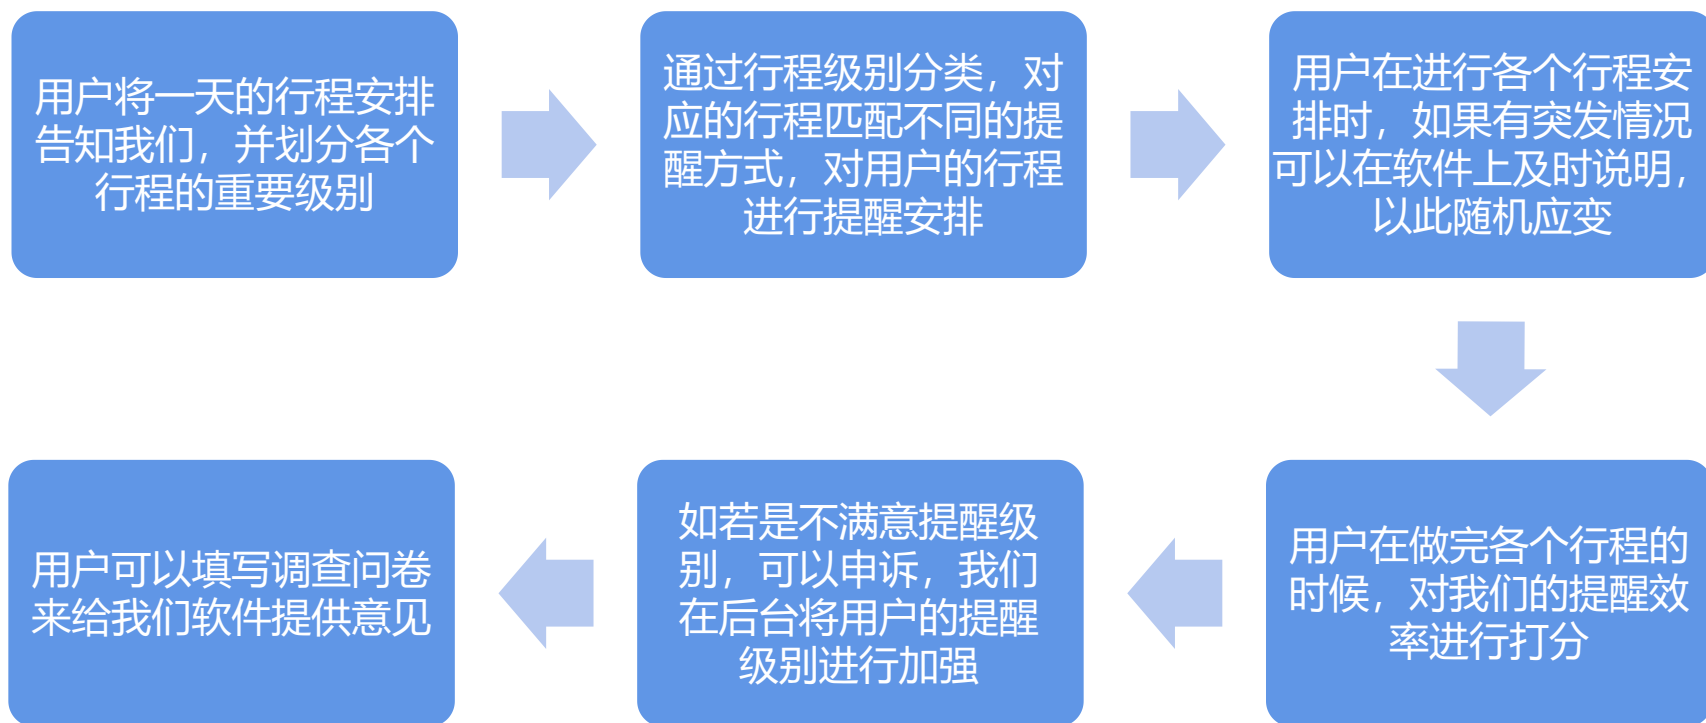 用户将一天的行程安排
告知我们，并划分各个
行程的重要级别
通过行程级别分类，对
应的行程匹配不同的提
醒方式，对用户的行程
进行提醒安排
用户在进行各个行程安
排时，如果有突发情况
可以在软件上及时说明，
以此随机应变
用户在做完各个行程的
时候，对我们的提醒效
率进行打分
如若是不满意提醒级
别，可以申诉，我们
在后台将用户的提醒
级别进行加强
用户可以填写调查问卷
来给我们软件提供意见